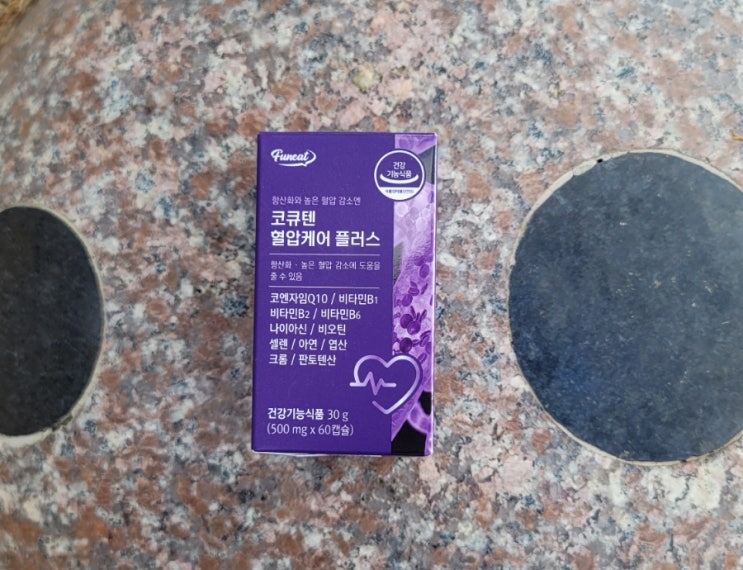 Funeat
건강
기능식품
항산화와 높은 혈압 감소엔
코큐텐
혈압케어 플러스
항산화 · 높은 혈압 감소에 도움을
줄 수 있음
코엔자임Q10 / 비타민B1
비타민B2 / 비타민B6
나이아신 / 비오틴
셀렌 / 아연 / 엽산
크롬 / 판토텐산
건강기능식품 30 g
(500 mg x 60캡슐)